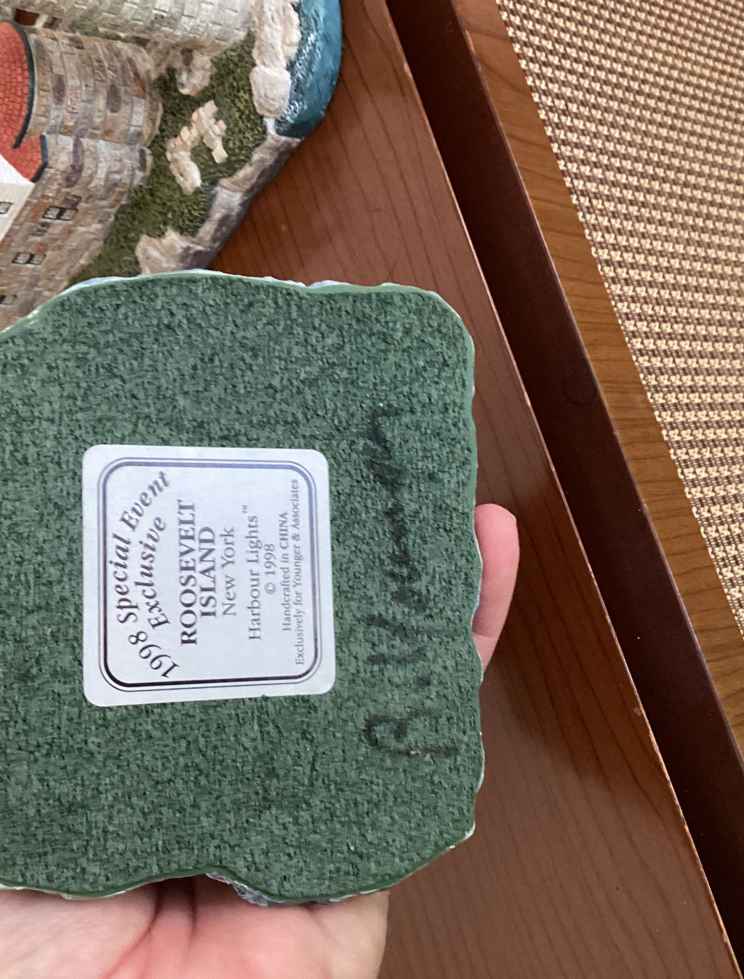 1998 Special Event
Exclusive
ROOSEVELT
ISLAND
New York
Harbour Lights™
© 1998
Handcrafted in CHINA
Exclusively for Younger & Associates